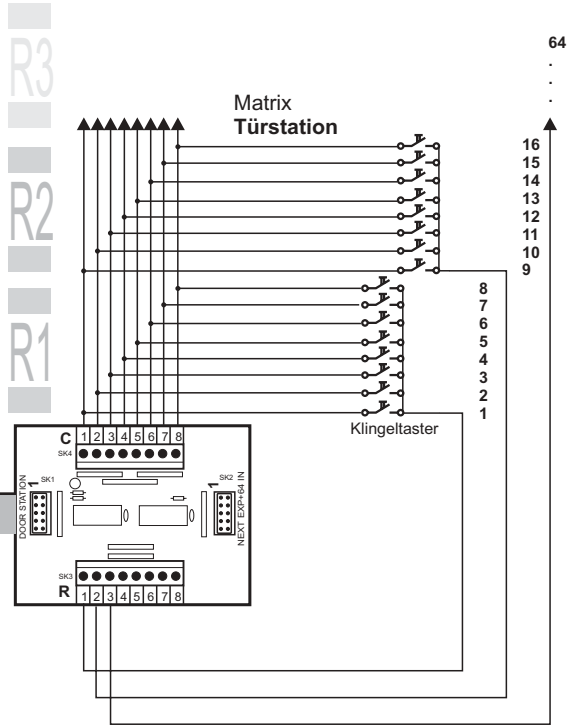 R3
64
.
.
.
Matrix
Türstation
16
15
14
13
12
11
10
9
R2
8
7
6
5
4
3
2
1
R1
Klingeltaster
C 1 2 3 4 5 6 7 8
SK4
DOOR STATION
1 SK1
1 SK2
NEXT EXP+64 IN
SK3
R 1 2 3 4 5 6 7 8